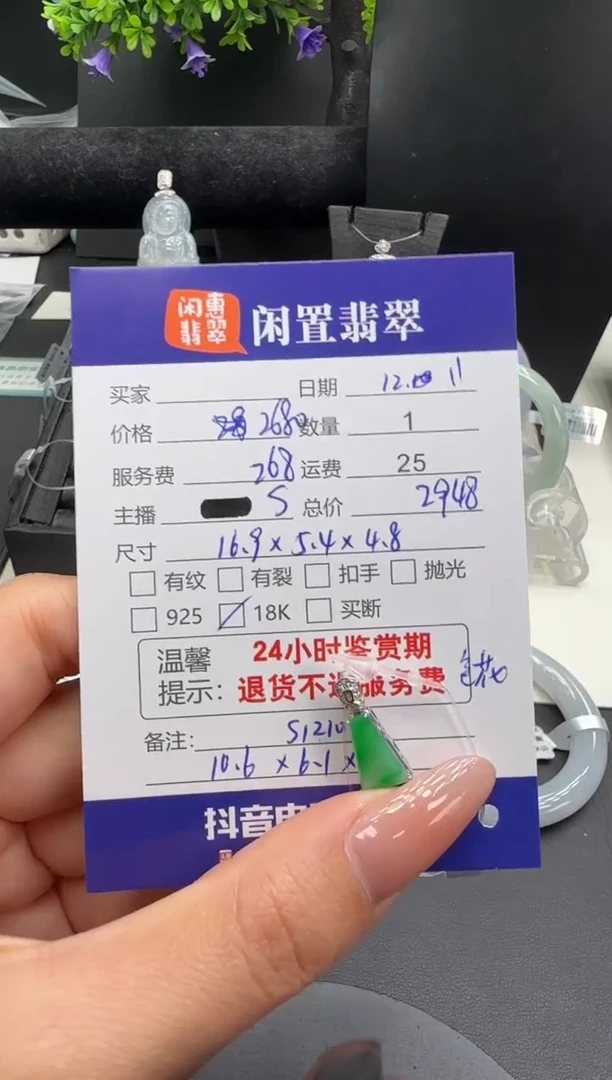 闲惠
翡翠
闲置翡翠
买家 日期 12. 11
价格 2680 数量 1
服务费 268 运费 25
主播 S 总价 2948
尺寸 16.9 x 5.4 x 4.8
有纹 有裂 扣手 抛光
925 18K 买断
温馨 24小时鉴赏期
提示: 退货不退服务费
备注: S1210
10.6 x 6.1 x
抖音电